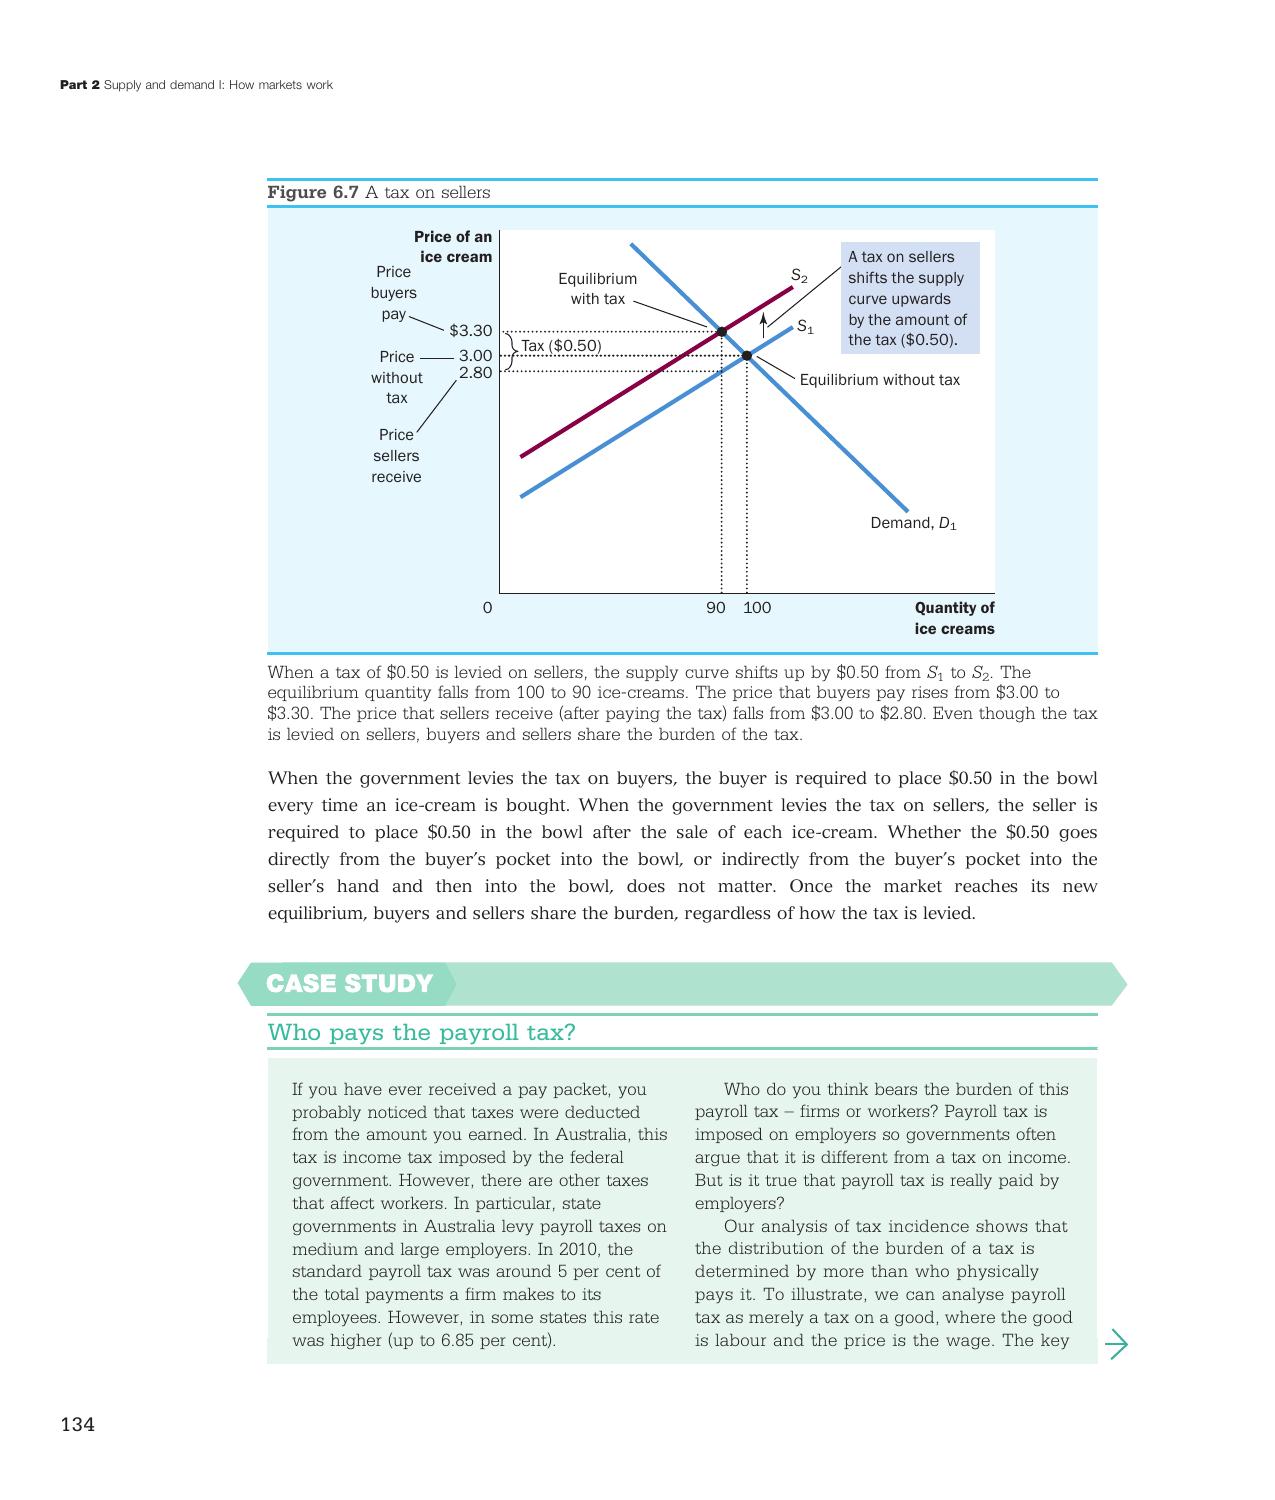 Part 2 Supply and demand I: How markets work
Figure 6.7 A tax on sellers
Price of an
ice cream
Price
buyers
pay
$3.30
Price
without
tax
3.00
2.80
Price
sellers
receive
Equilibrium
with tax
Tax ($0.50)
S2
S1
A tax on sellers
shifts the supply
curve upwards
by the amount of
the tax ($0.50).
Equilibrium without tax
Demand, D1
0
90
100
Quantity of
ice creams
When a tax of $0.50 is levied on sellers, the supply curve shifts up by $0.50 from S1 to S2. The
equilibrium quantity falls from 100 to 90 ice-creams. The price that buyers pay rises from $3.00 to
$3.30. The price that sellers receive (after paying the tax) falls from $3.00 to $2.80. Even though the tax
is levied on sellers, buyers and sellers share the burden of the tax.
When the government levies the tax on buyers, the buyer is required to place $0.50 in the bowl
every time an ice-cream is bought. When the government levies the tax on sellers, the seller is
required to place $0.50 in the bowl after the sale of each ice-cream. Whether the $0.50 goes
directly from the buyer's pocket into the bowl, or indirectly from the buyer's pocket into the
seller's hand and then into the bowl, does not matter. Once the market reaches its new
equilibrium, buyers and sellers share the burden, regardless of how the tax is levied.
CASE STUDY
Who pays the payroll tax?
If you have ever received a pay packet, you
probably noticed that taxes were deducted
from the amount you earned. In Australia, this
tax is income tax imposed by the federal
government. However, there are other taxes
that affect workers. In particular, state
governments in Australia levy payroll taxes on
medium and large employers. In 2010, the
standard payroll tax was around 5 per cent of
the total payments a firm makes to its
employees. However, in some states this rate
was higher (up to 6.85 per cent).
Who do you think bears the burden of this
payroll tax – firms or workers? Payroll tax is
imposed on employers so governments often
argue that it is different from a tax on income.
But is it true that payroll tax is really paid by
employers?
Our analysis of tax incidence shows that
the distribution of the burden of a tax is
determined by more than who physically
pays it. To illustrate, we can analyse payroll
tax as merely a tax on a good, where the good
is labour and the price is the wage. The key
134